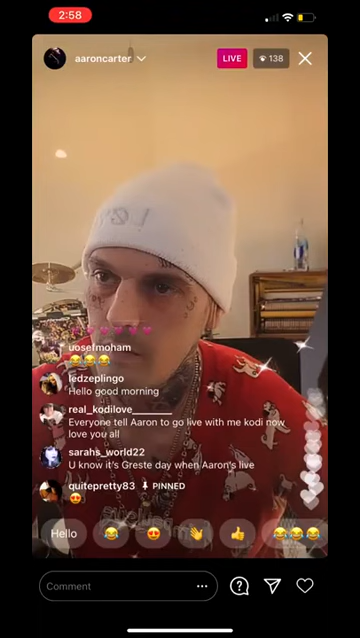 2:58
aaroncarter
LIVE
138
uosefmoham
😂😂😂
ledzeplingo
Hello good morning
real_kodilove_________
Everyone tell Aaron to go live with me kodi now
love you all
sarahs_world22
U know it's Greste day when Aaron's live
quitepretty83 PINNED
😍
Hello 😂 😍 👋 👍 😂😂😂
Comment